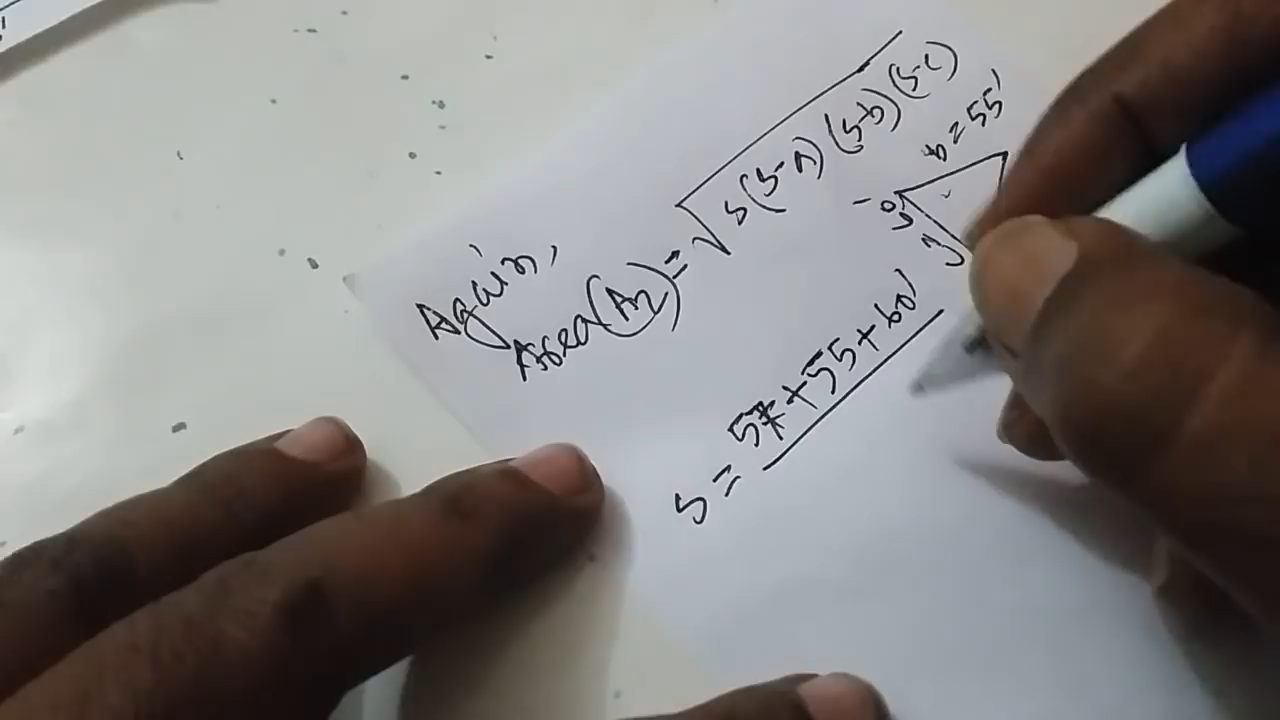 Again,
Area(A2) = √s(s-a)(s-b)(s-c)
b = 55'
s = 57+55+60'